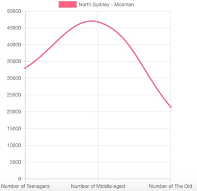 North Sydney - Mosman
50000
45000
40000
35000
30000
25000
20000
15000
10000
5000
0
Number of Teenagers
Number of Middle-aged
Number of The Old